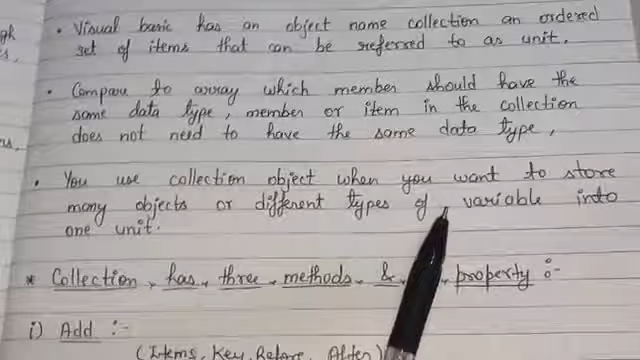 • Visual basic has an object name collection an ordered
set of items that can be referred to as unit.
• Compare to array which member should have the
same data type, member or item in the collection
does not need to have the same data type,
• You use collection object when you want to store
many objects or different types of variable into
one unit.
* Collection, has, three, methods, &, property :-
i) Add :-
(Items, Key, Before, After)